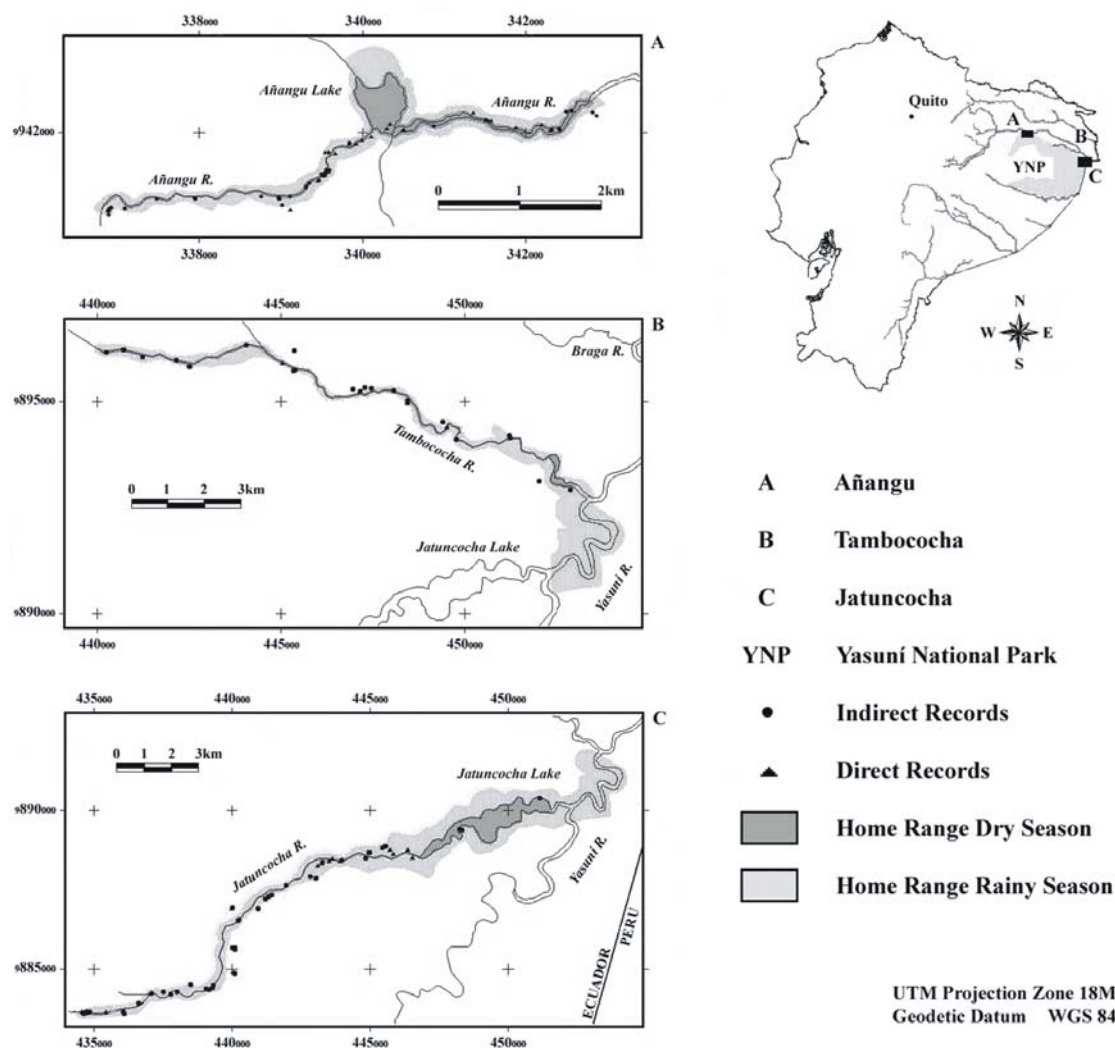 338000 340000 342000
A
Añangu Lake
Añangu R.
9942000
Añangu R.
0 1 2km
338000 340000 342000
440000 445000 450000
B
Braga R.
9895000
Tambococha R.
0 1 2 3km
Jatuncocha Lake
Yasuní R.
9890000
440000 445000 450000
435000 440000 445000 450000
C
0 1 2 3km
Jatuncocha Lake
9890000
Jatuncocha R.
Yasuní R.
9885000
ECUADOR
PERU
435000 440000 445000 450000
Quito
A
B
YNP
C
N
W E
S
A Añangu
B Tambococha
C Jatuncocha
YNP Yasuní National Park
Indirect Records
Direct Records
Home Range Dry Season
Home Range Rainy Season
UTM Projection Zone 18M
Geodetic Datum WGS 84